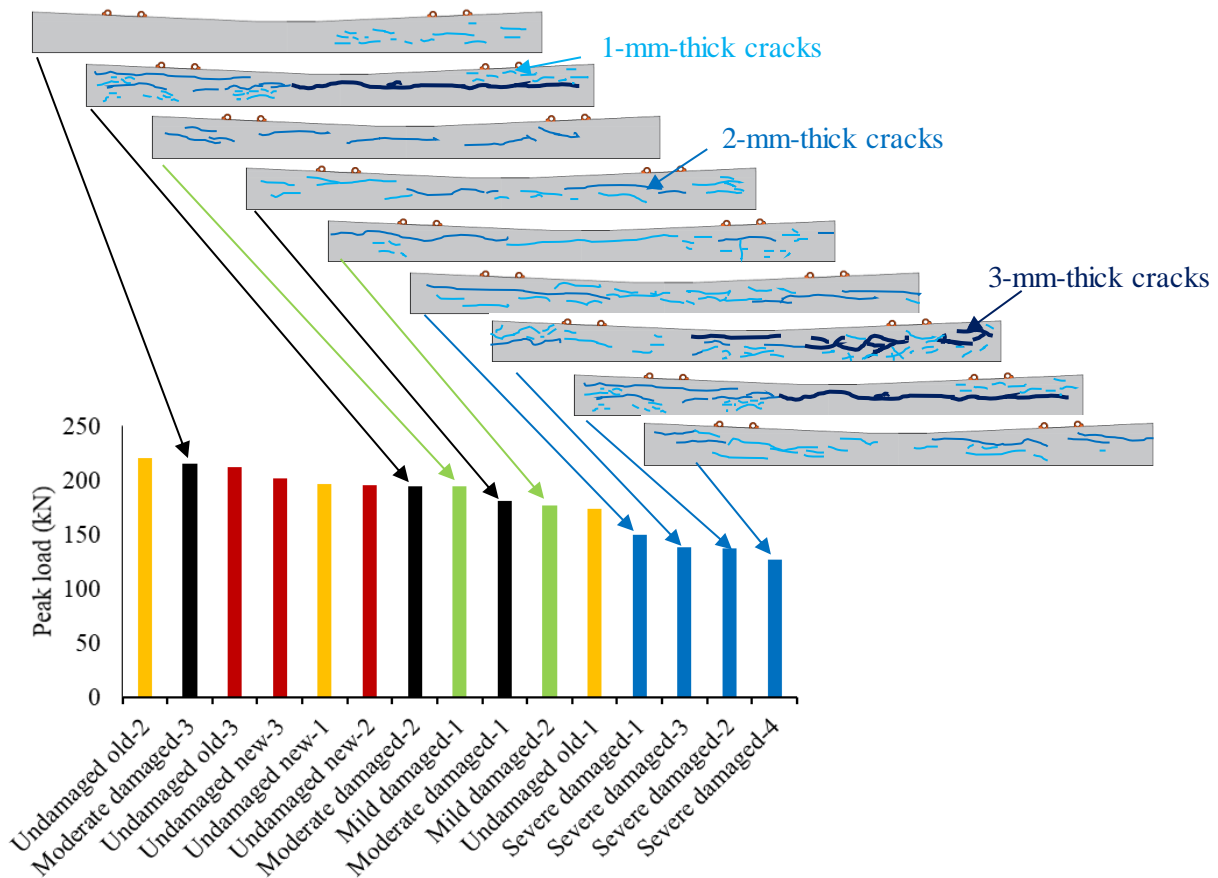 1-mm-thick cracks
2-mm-thick cracks
3-mm-thick cracks
Peak load (kN)
250
200
150
100
50
0
Undamaged old-2
Moderate damaged-3
Undamaged old-3
Undamaged new-3
Undamaged new-1
Undamaged new-2
Moderate damaged-2
Mild damaged-1
Moderate damaged-1
Mild damaged-2
Undamaged old-1
Severe damaged-1
Severe damaged-3
Severe damaged-2
Severe damaged-4